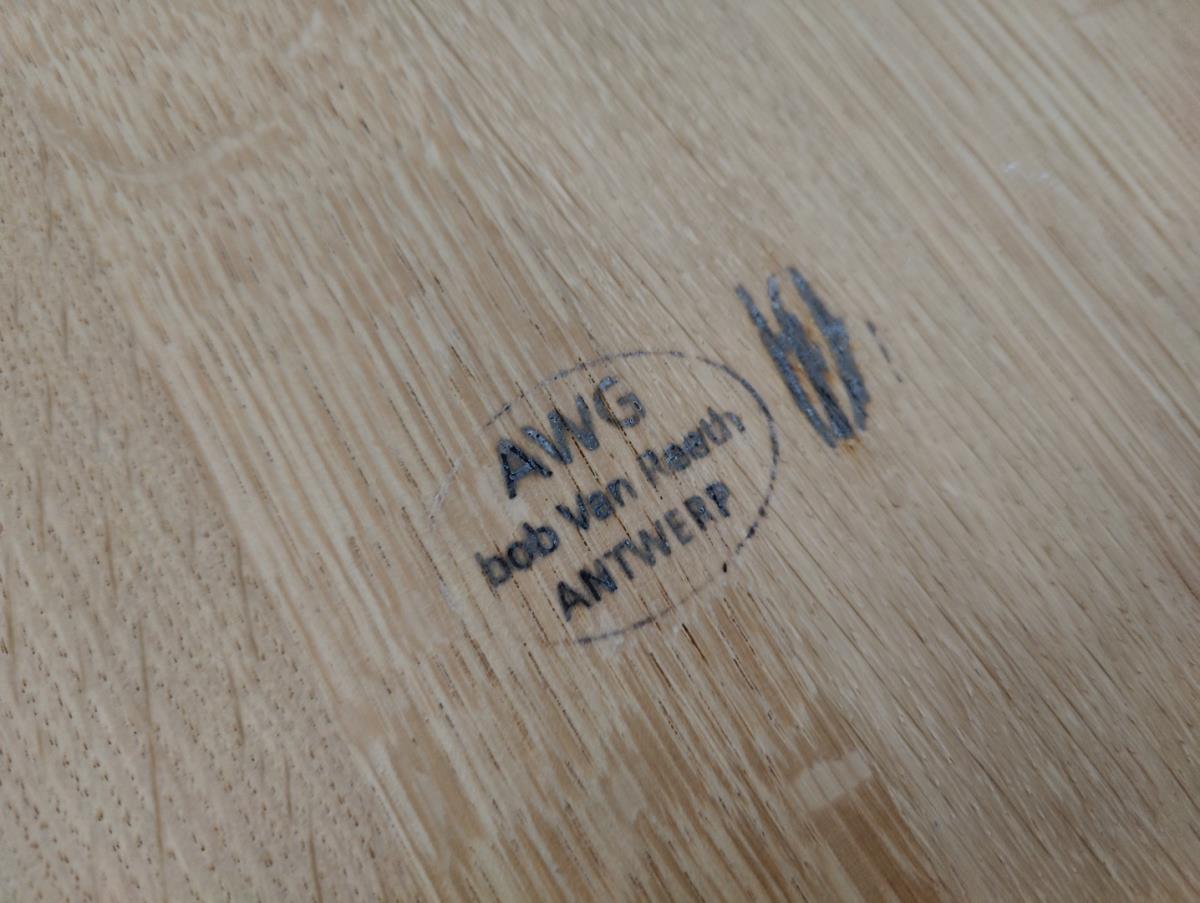 AWG
bob Van Reeth
ANTWERP